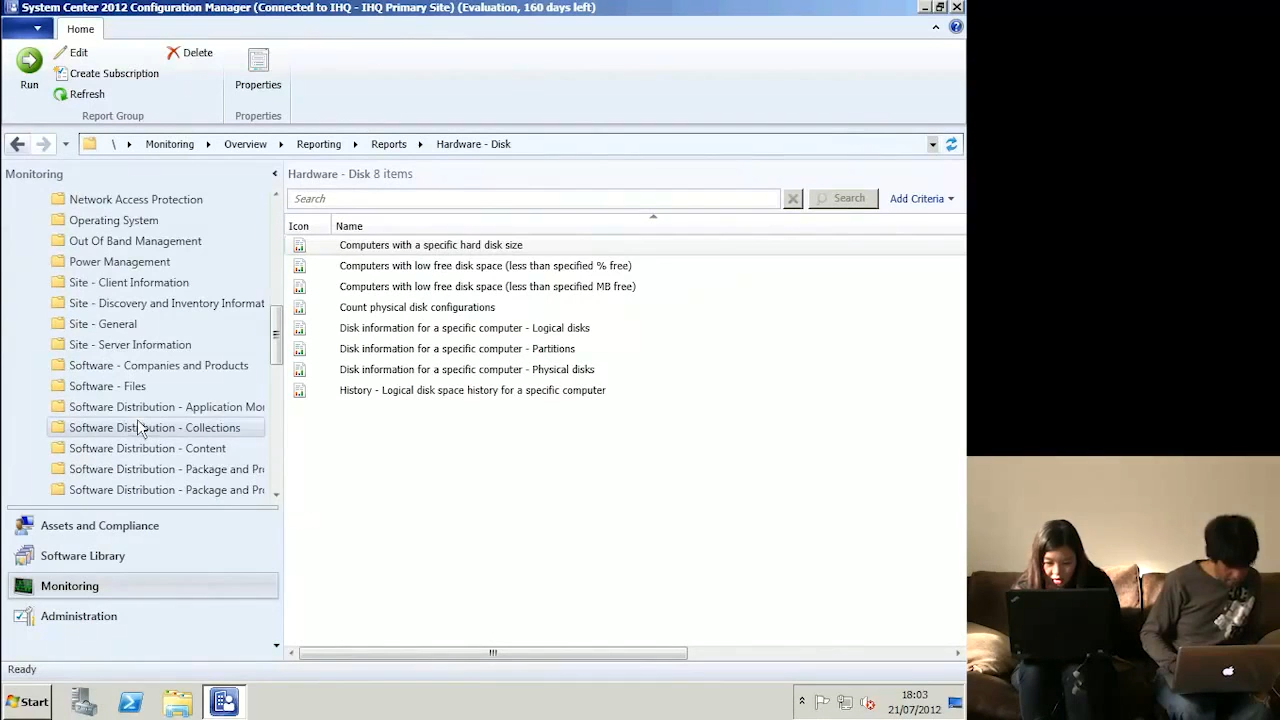 System Center 2012 Configuration Manager (Connected to IHQ - IHQ Primary Site) (Evaluation, 160 days left)
Home
Run
Edit
Create Subscription
Refresh
Delete
Properties
Report Group
Properties
\ Monitoring Overview Reporting Reports Hardware - Disk
Monitoring
Network Access Protection
Operating System
Out Of Band Management
Power Management
Site - Client Information
Site - Discovery and Inventory Informat
Site - General
Site - Server Information
Software - Companies and Products
Software - Files
Software Distribution - Application Mo
Software Distribution - Collections
Software Distribution - Content
Software Distribution - Package and Pr
Software Distribution - Package and Pr
Assets and Compliance
Software Library
Monitoring
Administration
Hardware - Disk 8 items
Search
Search
Add Criteria
Icon Name
Computers with a specific hard disk size
Computers with low free disk space (less than specified % free)
Computers with low free disk space (less than specified MB free)
Count physical disk configurations
Disk information for a specific computer - Logical disks
Disk information for a specific computer - Partitions
Disk information for a specific computer - Physical disks
History - Logical disk space history for a specific computer
Ready
Start
18:03
21/07/2012